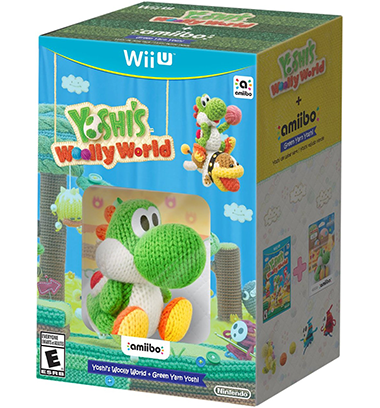 Wii U
YOSHI'S
Woolly World
amiibo
amiibo
Yoshi's Woolly World + Green Yarn Yoshi
EVERYONE
E
ESRB
Nintendo
YOSHI'S
Woolly World
+
amiibo
Green Yarn Yoshi
+